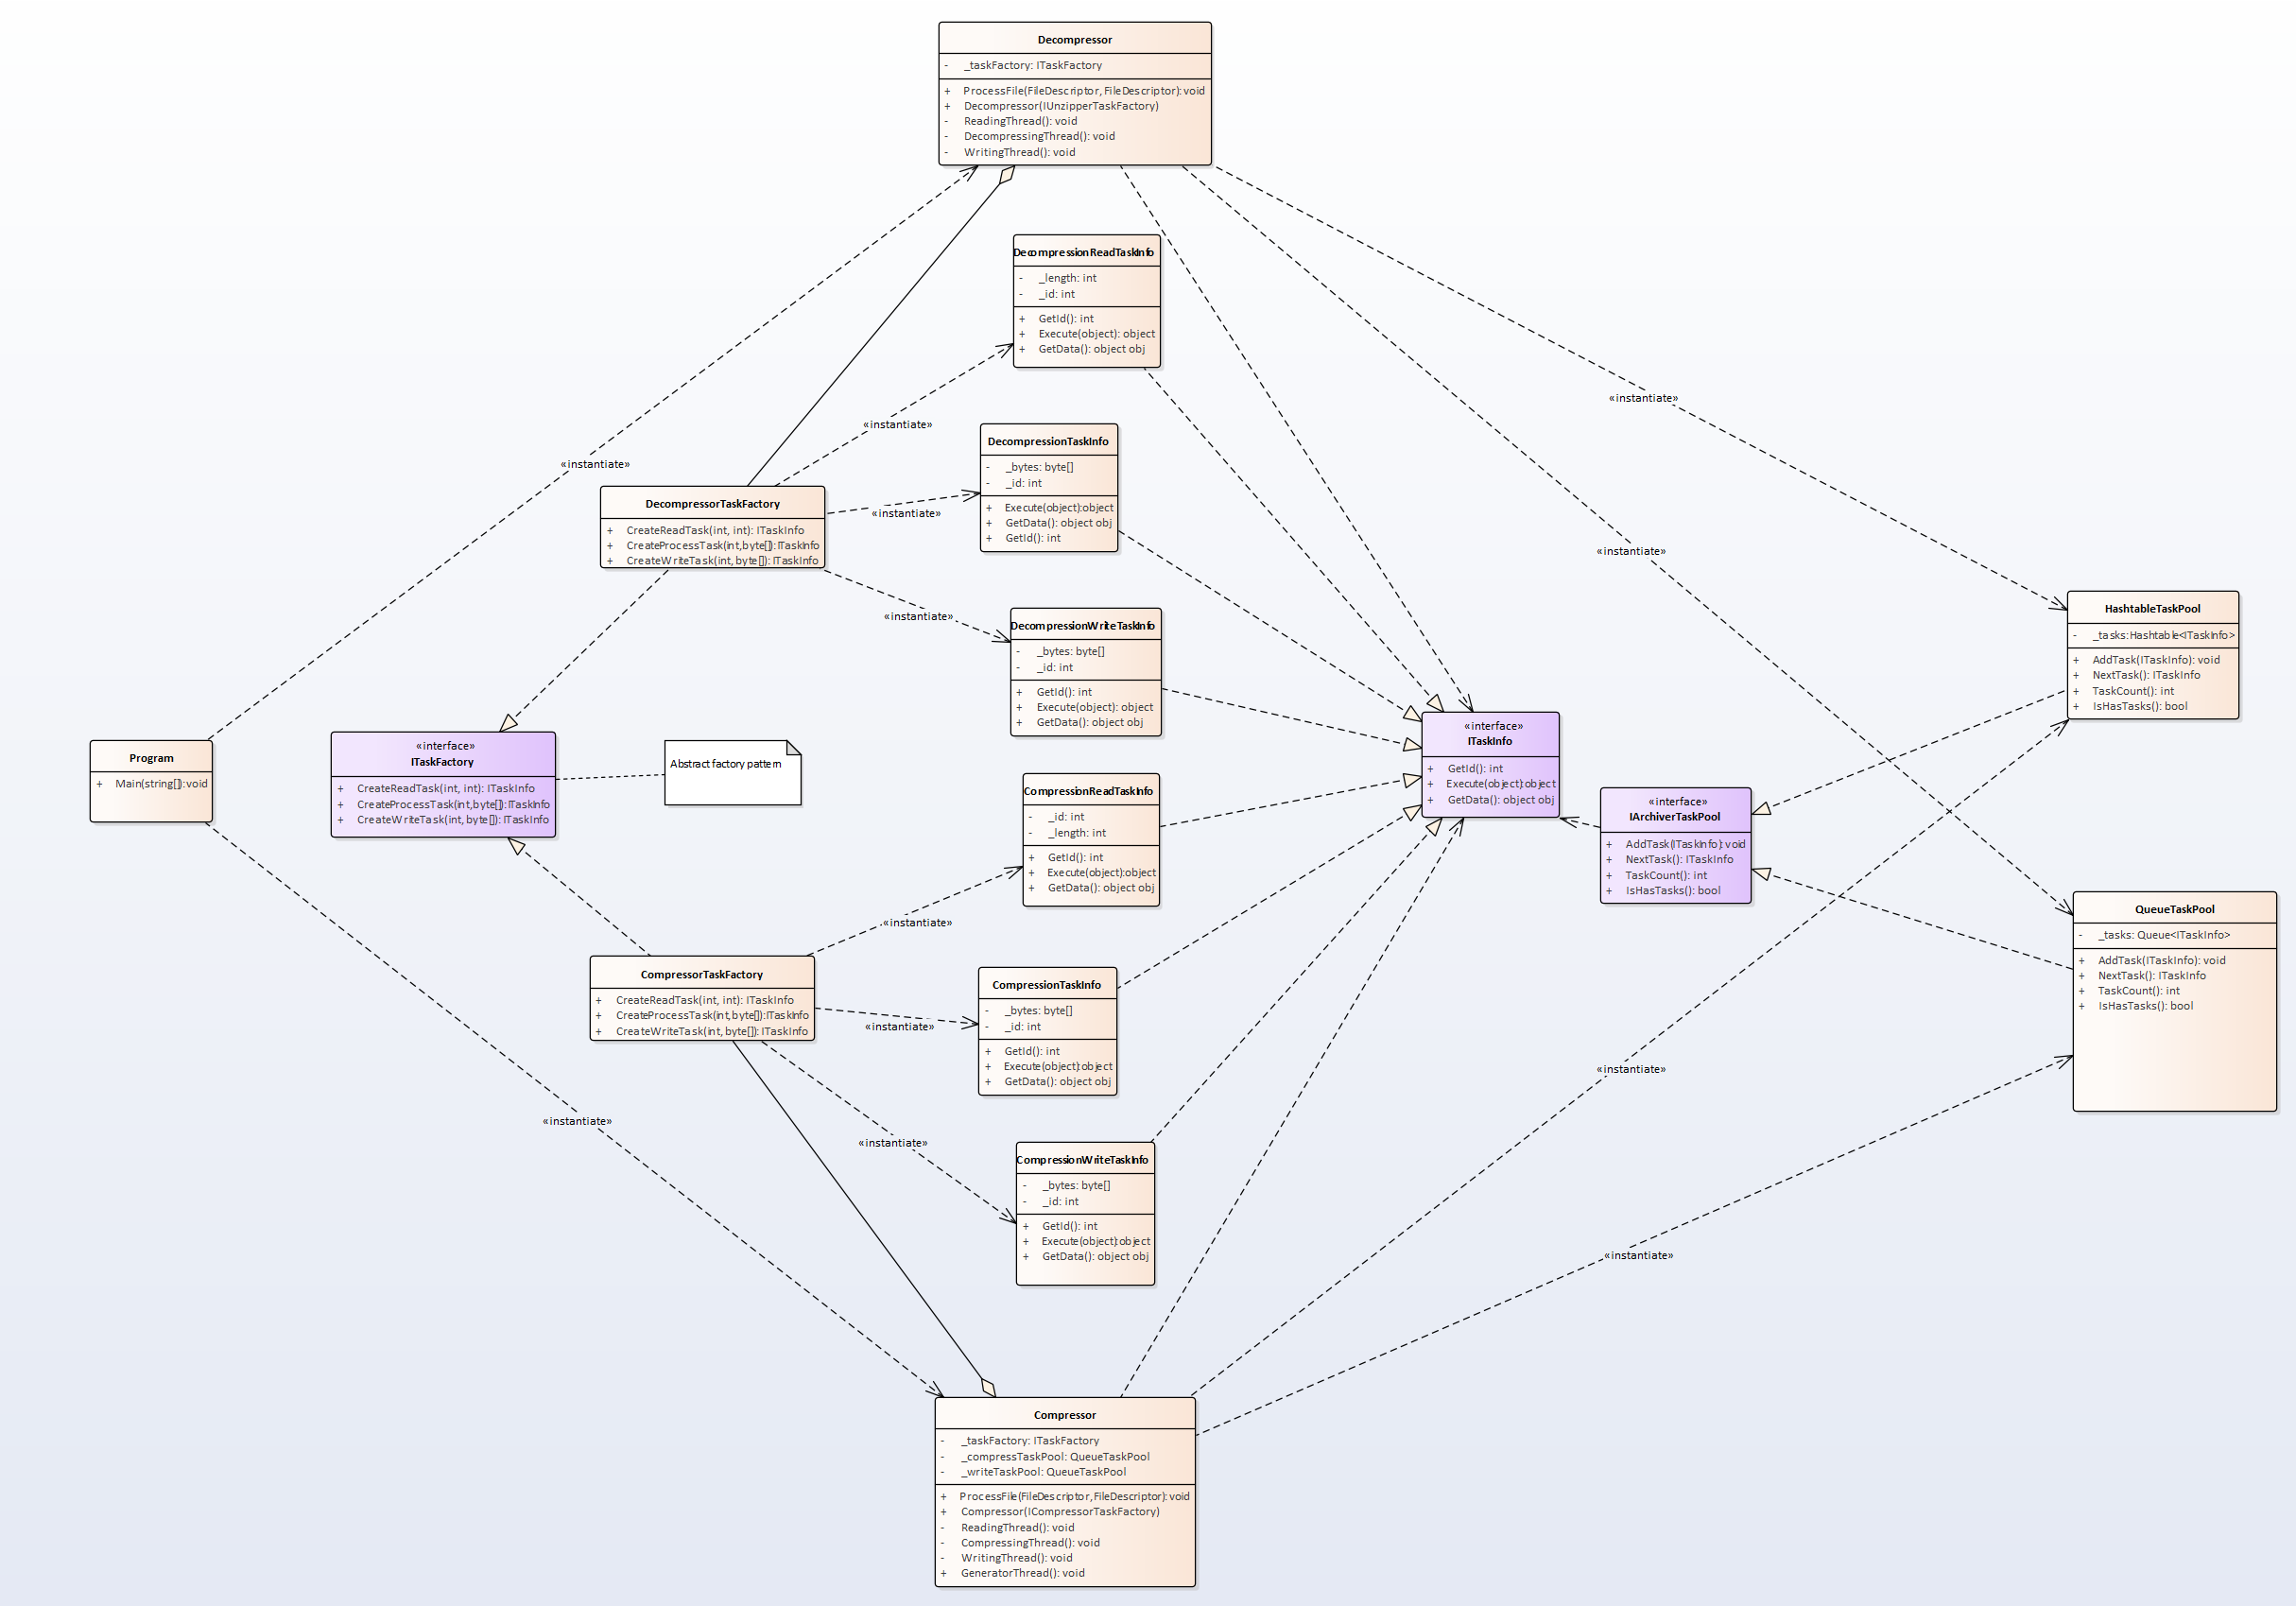 Decompressor
- _taskFactory: ITaskFactory
+ ProcessFile(FileDescriptor, FileDescriptor): void
+ Decompressor(IUnzipperTaskFactory)
- ReadingThread(): void
- DecompressingThread(): void
- WritingThread(): void
DecompressionReadTaskInfo
- _length: int
- _id: int
+ GetId(): int
+ Execute(object): object
+ GetData(): object obj
«instantiate»
«instantiate»
«instantiate»
DecompressionTaskInfo
- _bytes: byte[]
- _id: int
+ Execute(object):object
+ GetData(): object obj
+ GetId(): int
DecompressorTaskFactory
+ CreateReadTask(int, int): ITaskInfo
+ CreateProcessTask(int,byte[]):ITaskInfo
+ CreateWriteTask(int, byte[]): ITaskInfo
«instantiate»
«instantiate»
«instantiate»
DecompressionWriteTaskInfo
- _bytes: byte[]
- _id: int
+ GetId(): int
+ Execute(object): object
+ GetData(): object obj
HashtableTaskPool
- _tasks:Hashtable<ITaskInfo>
+ AddTask(ITaskInfo): void
+ NextTask(): ITaskInfo
+ TaskCount(): int
+ IsHasTasks(): bool
Program
+ Main(string[]):void
«interface»
ITaskFactory
+ CreateReadTask(int, int): ITaskInfo
+ CreateProcessTask(int,byte[]):ITaskInfo
+ CreateWriteTask(int, byte[]): ITaskInfo
Abstract factory pattern
«interface»
ITaskInfo
+ GetId(): int
+ Execute(object):object
+ GetData(): object obj
CompressionReadTaskInfo
- _id: int
- _length: int
+ GetId(): int
+ Execute(object):object
+ GetData(): object obj
«interface»
IArchiverTaskPool
+ AddTask(ITaskInfo): void
+ NextTask(): ITaskInfo
+ TaskCount(): int
+ IsHasTasks(): bool
QueueTaskPool
- _tasks: Queue<ITaskInfo>
+ AddTask(ITaskInfo): void
+ NextTask(): ITaskInfo
+ TaskCount(): int
+ IsHasTasks(): bool
«instantiate»
CompressorTaskFactory
+ CreateReadTask(int, int): ITaskInfo
+ CreateProcessTask(int,byte[]):ITaskInfo
+ CreateWriteTask(int, byte[]): ITaskInfo
«instantiate»
CompressionTaskInfo
- _bytes: byte[]
- _id: int
+ GetId(): int
+ Execute(object):object
+ GetData(): object obj
«instantiate»
«instantiate»
«instantiate»
CompressionWriteTaskInfo
- _bytes: byte[]
- _id: int
+ GetId(): int
+ Execute(object):object
+ GetData(): object obj
«instantiate»
Compressor
- _taskFactory: ITaskFactory
- _compressTaskPool: QueueTaskPool
- _writeTaskPool: QueueTaskPool
+ ProcessFile(FileDescriptor,FileDescriptor): void
+ Compressor(ICompressorTaskFactory)
- ReadingThread(): void
- CompressingThread(): void
- WritingThread(): void
+ GeneratorThread(): void